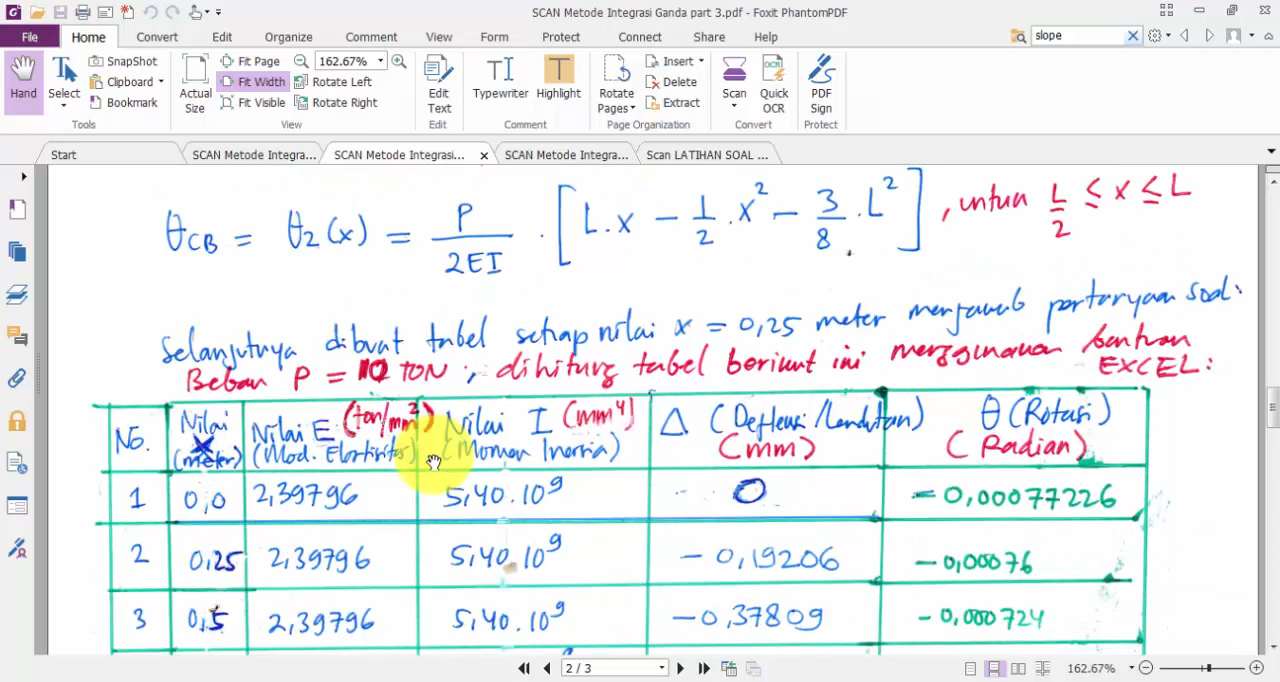 SCAN Metode Integrasi Ganda part 3.pdf - Foxit PhantomPDF
File Home Convert Edit Organize Comment View Form Protect Connect Share Help slope
SnapShot Fit Page 162.67% Insert
Clipboard Fit Width Rotate Left Delete
Hand Select Bookmark Actual Size Fit Visible Rotate Right Edit Text Typewriter Highlight Rotate Pages Extract Scan Quick OCR PDF Sign
Tools View Edit Comment Page Organization Convert Protect
Start SCAN Metode Integra... SCAN Metode Integrasi... SCAN Metode Integra... Scan LATIHAN SOAL ...
θCB = θ2(x) = P/2EI · [L.x − 1/2 .x² − 3/8 .L²], untuk L/2 ≤ x ≤ L
Selanjutnya dibuat tabel setiap nilai x = 0,25 meter menjawab pertanyaan soal.
Beban P = 10 TON ; dihitung tabel berikut ini menggunakan bantuan EXCEL :
No. Nilai x (meter) Nilai E (ton/mm²) (Mod. Elastisitas) Nilai I (mm⁴) (Momen Inersia) Δ (Defleksi/Lendutan) (mm) θ (Rotasi) (Radian)
1 0,0 2,39796 5,40.10⁹ 0 −0,00077226
2 0,25 2,39796 5,40.10⁹ −0,19206 −0,00076
3 0,5 2,39796 5,40.10⁹ −0,37809 −0,000724
2 / 3 162.67%